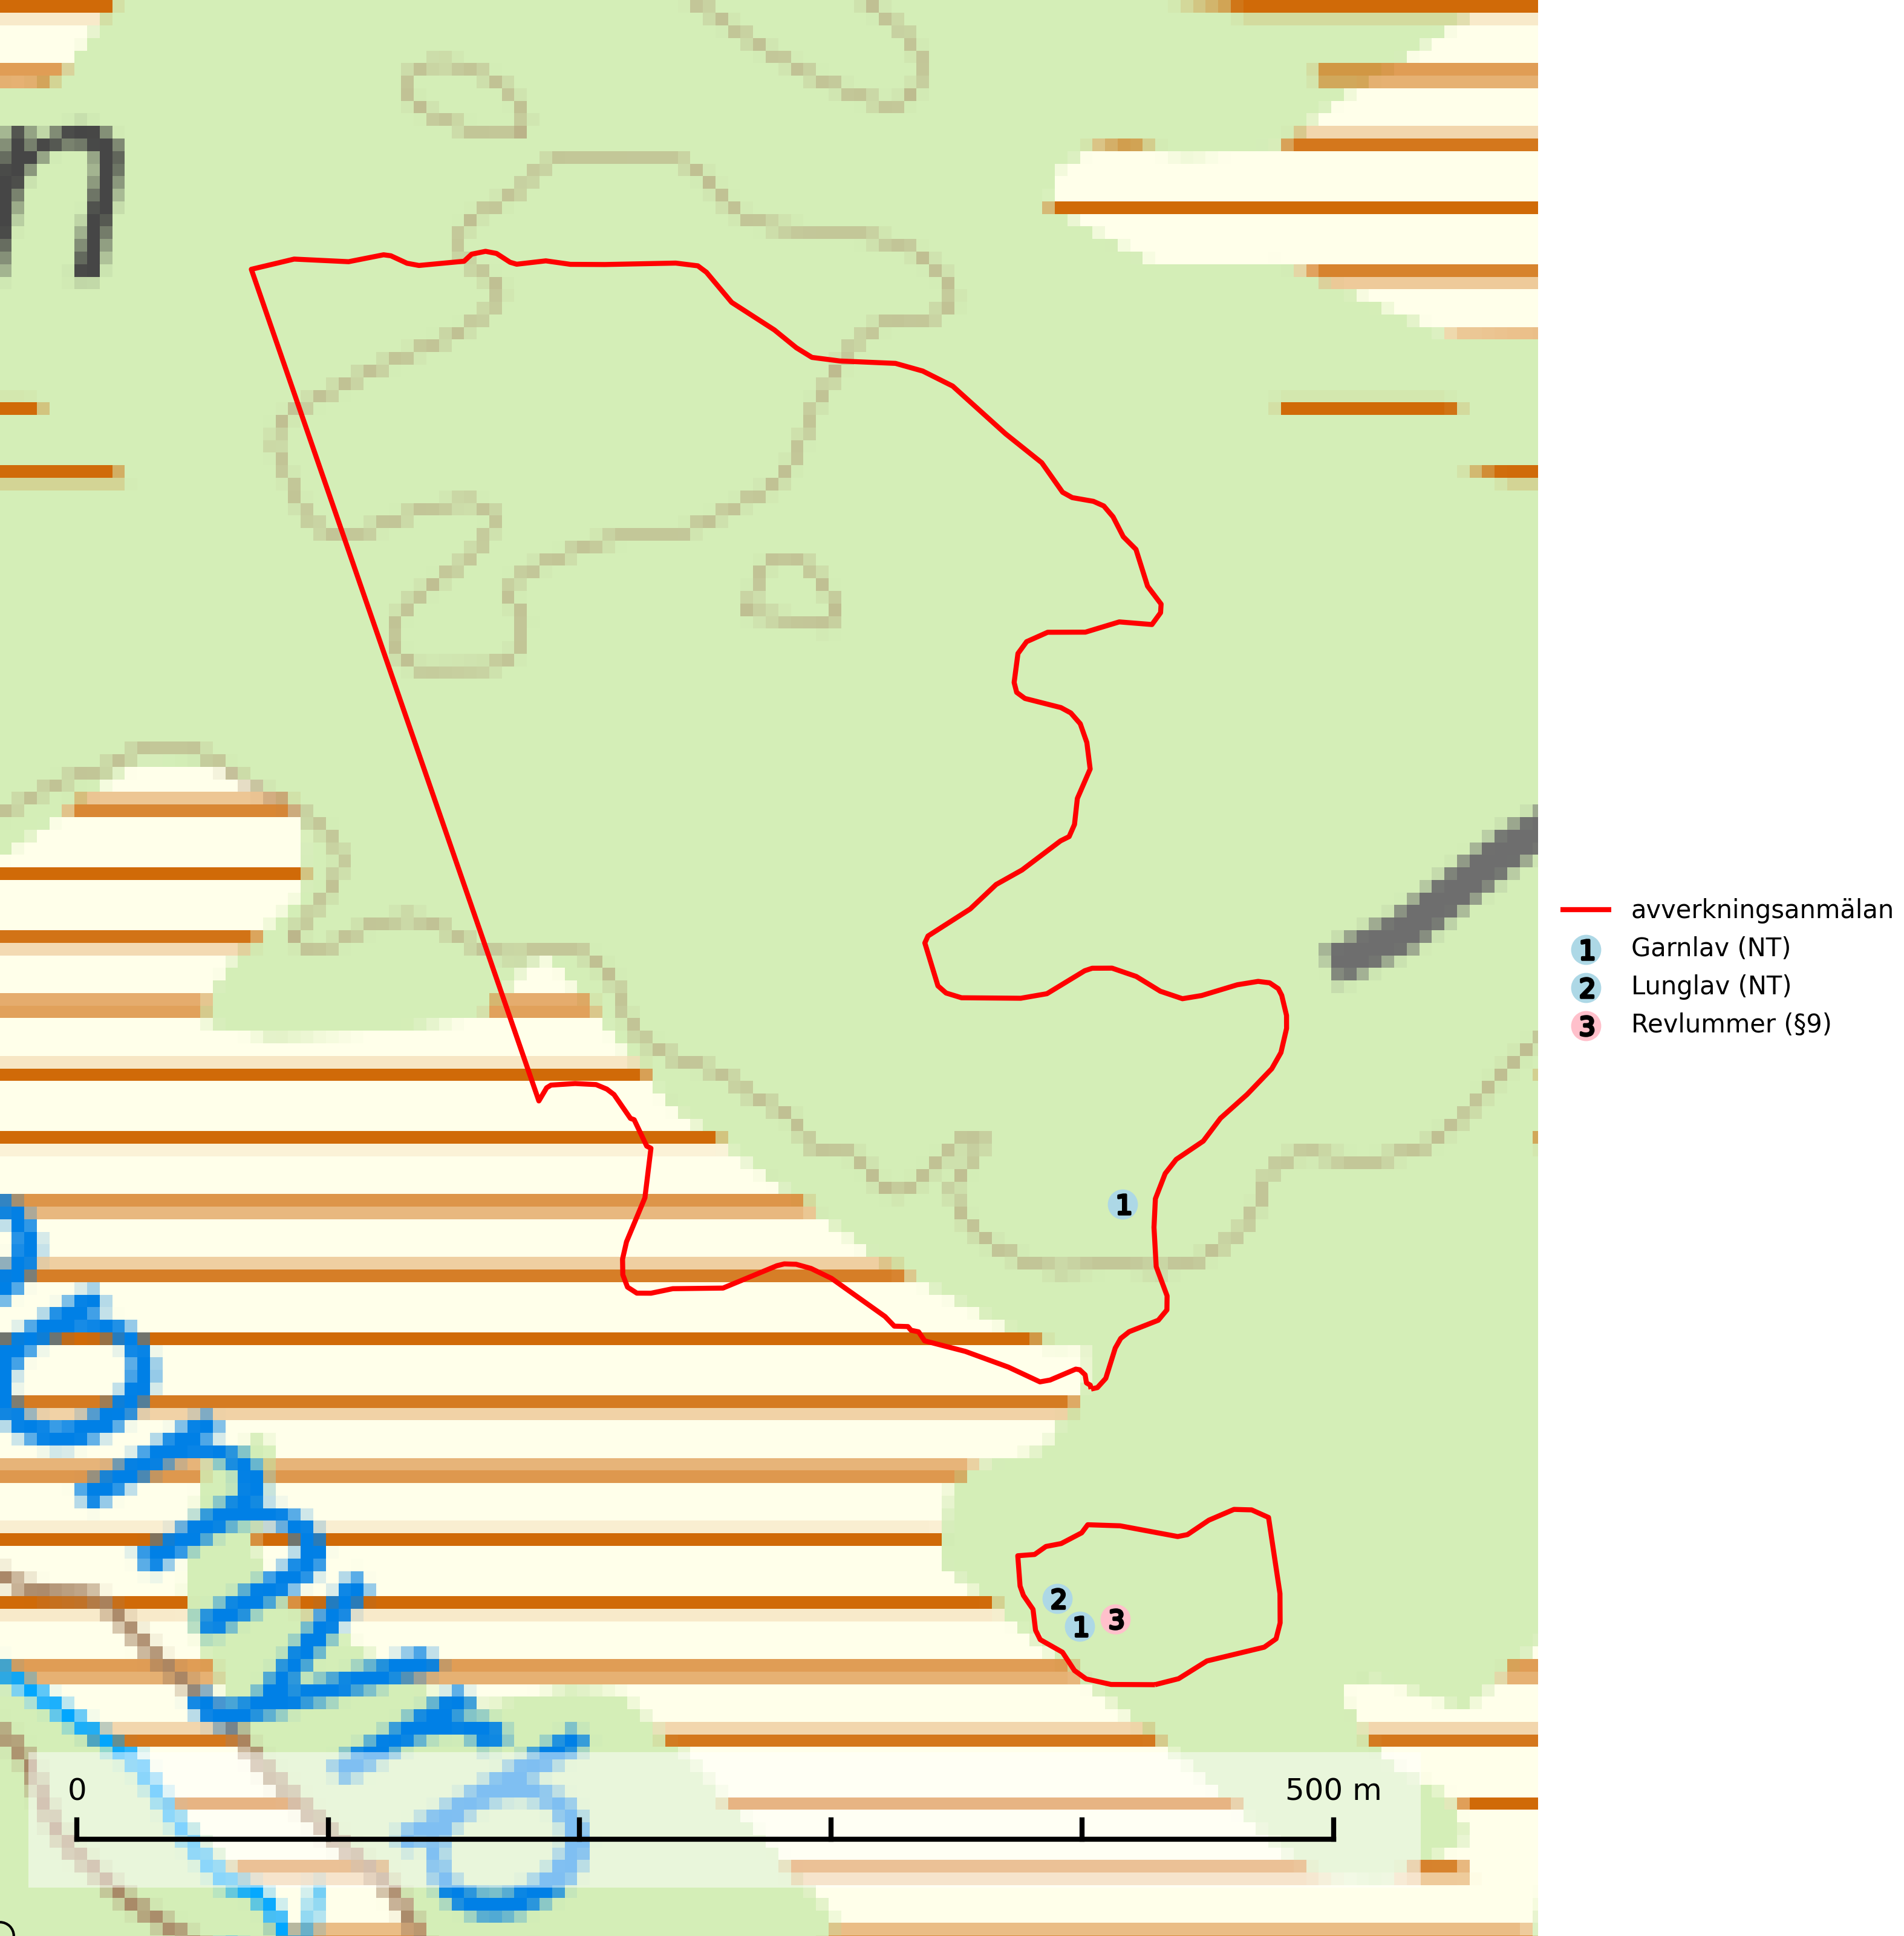 avverkningsanmälan
1 Garnlav (NT)
2 Lunglav (NT)
3 Revlummer (§9)
1
2
1
3
0
500 m